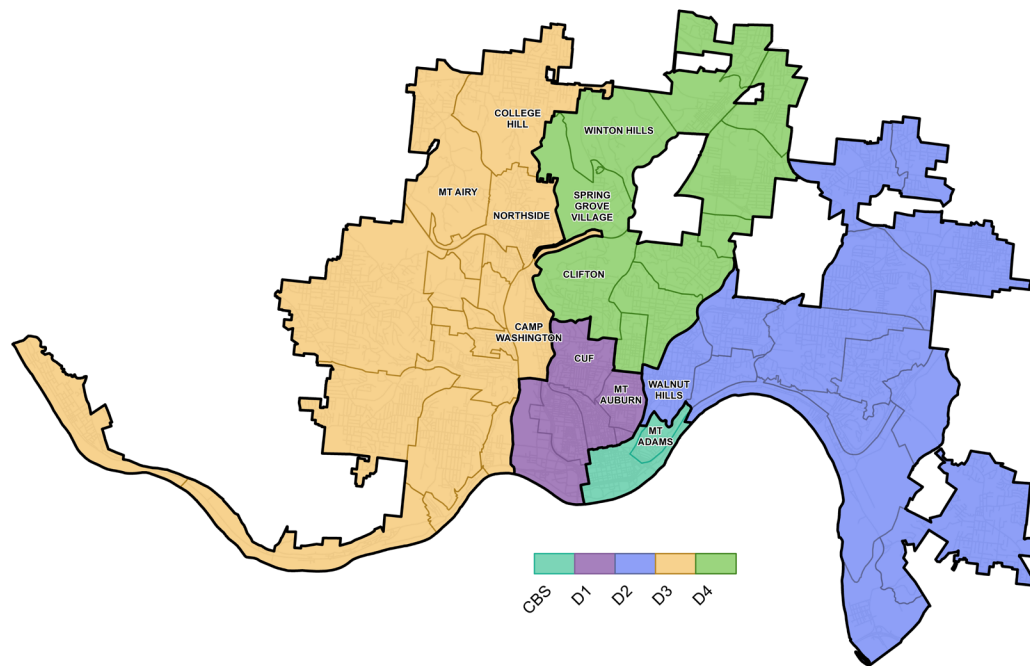 COLLEGE
HILL
WINTON HILLS
MT AIRY
SPRING
GROVE
VILLAGE
NORTHSIDE
CLIFTON
CAMP
WASHINGTON
CUF
MT
AUBURN
WALNUT
HILLS
MT
ADAMS
CBS
D1
D2
D3
D4